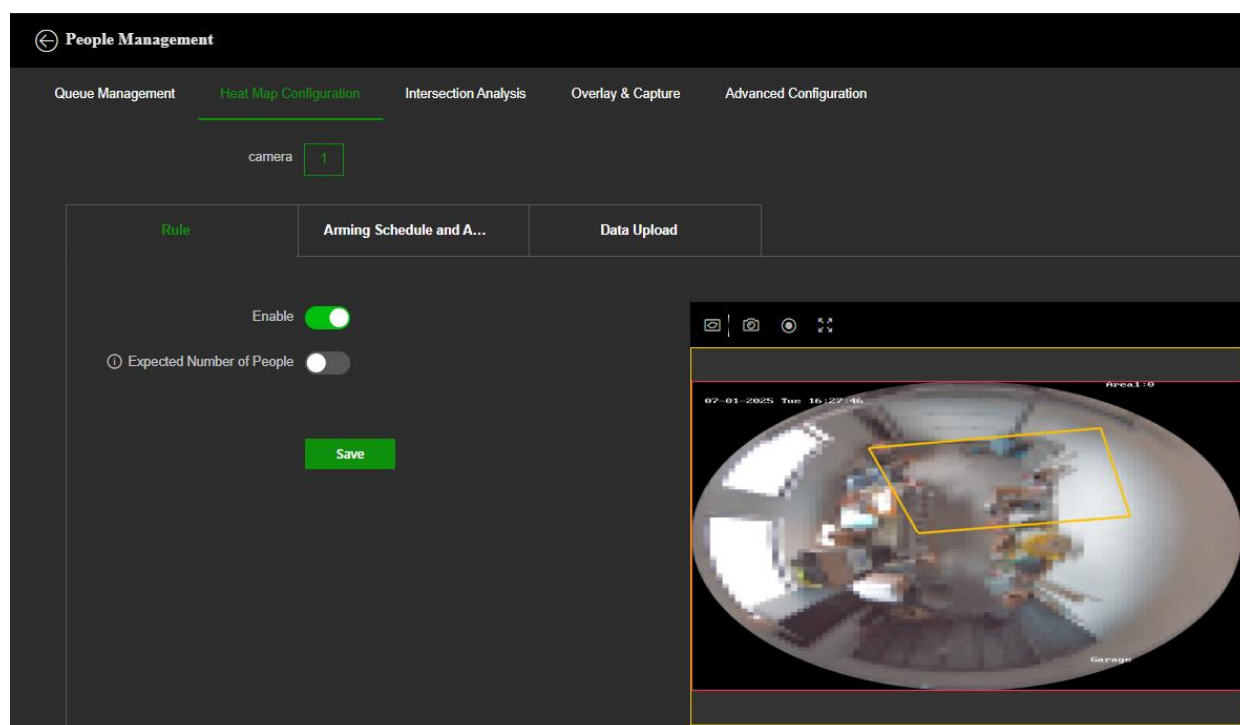 People Management
Queue Management Heat Map Configuration Intersection Analysis Overlay & Capture Advanced Configuration
camera 1
Rule Arming Schedule and A... Data Upload
Enable
Expected Number of People
Save
Area1:0
07-01-2025 Tue 16:27:46
Garage